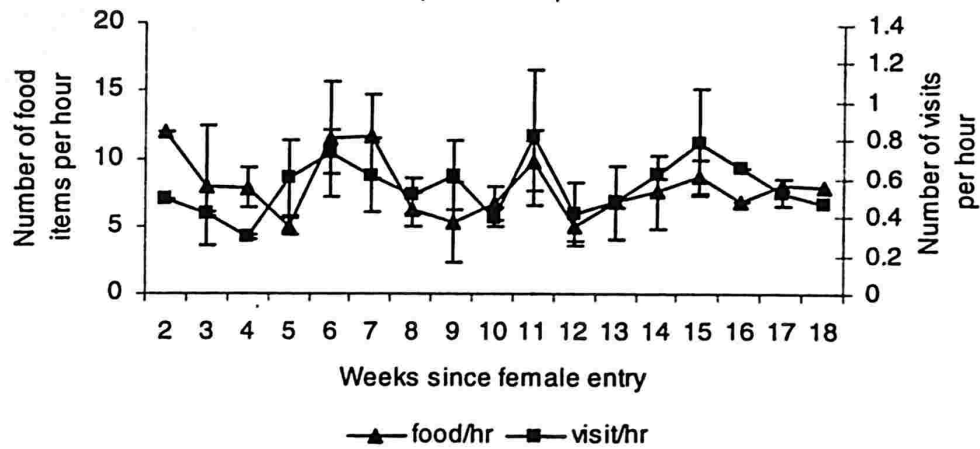 20
15
10
5
0
Number of food
items per hour
1.4
1.2
1
0.8
0.6
0.4
0.2
0
Number of visits
per hour
2 3 4 5 6 7 8 9 10 11 12 13 14 15 16 17 18
Weeks since female entry
food/hr visit/hr